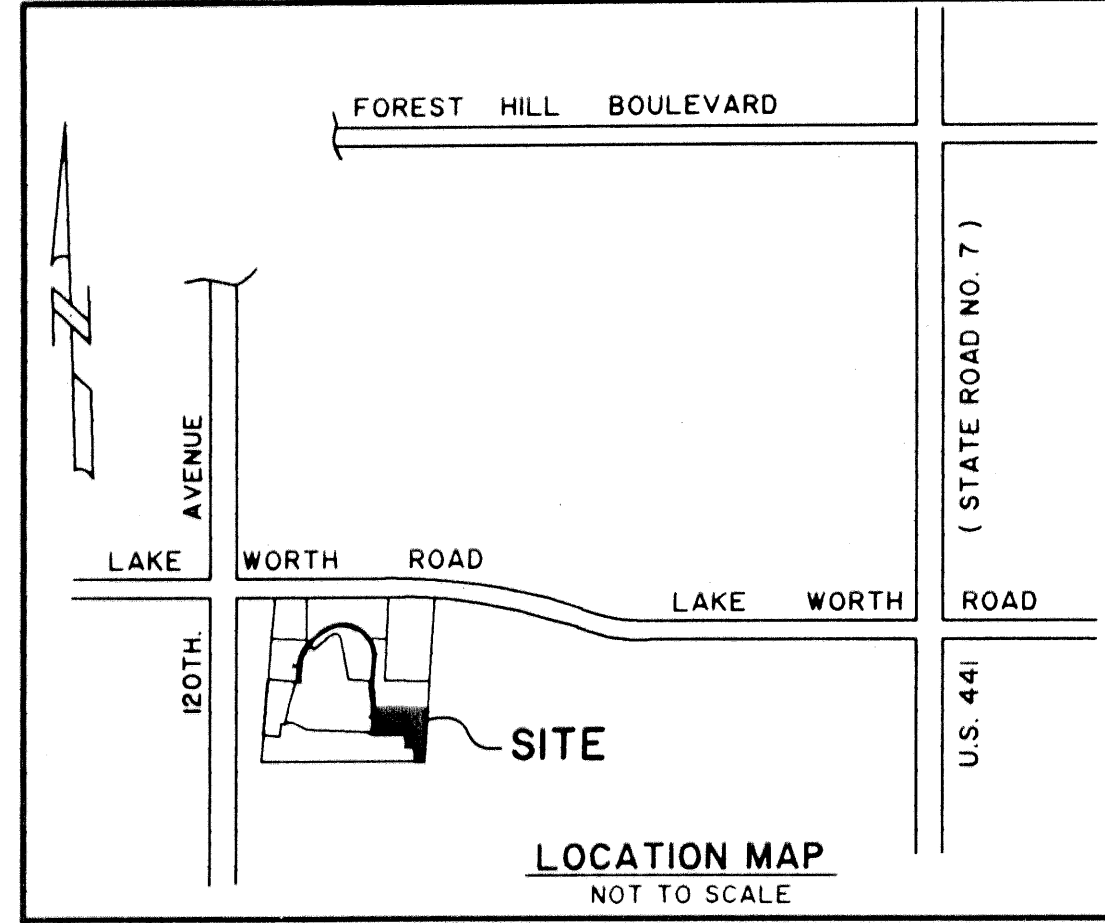 FOREST HILL BOULEVARD
( STATE ROAD NO. 7 )
AVENUE
LAKE WORTH ROAD
LAKE WORTH ROAD
120TH.
U.S. 441
SITE
LOCATION MAP
NOT TO SCALE
N